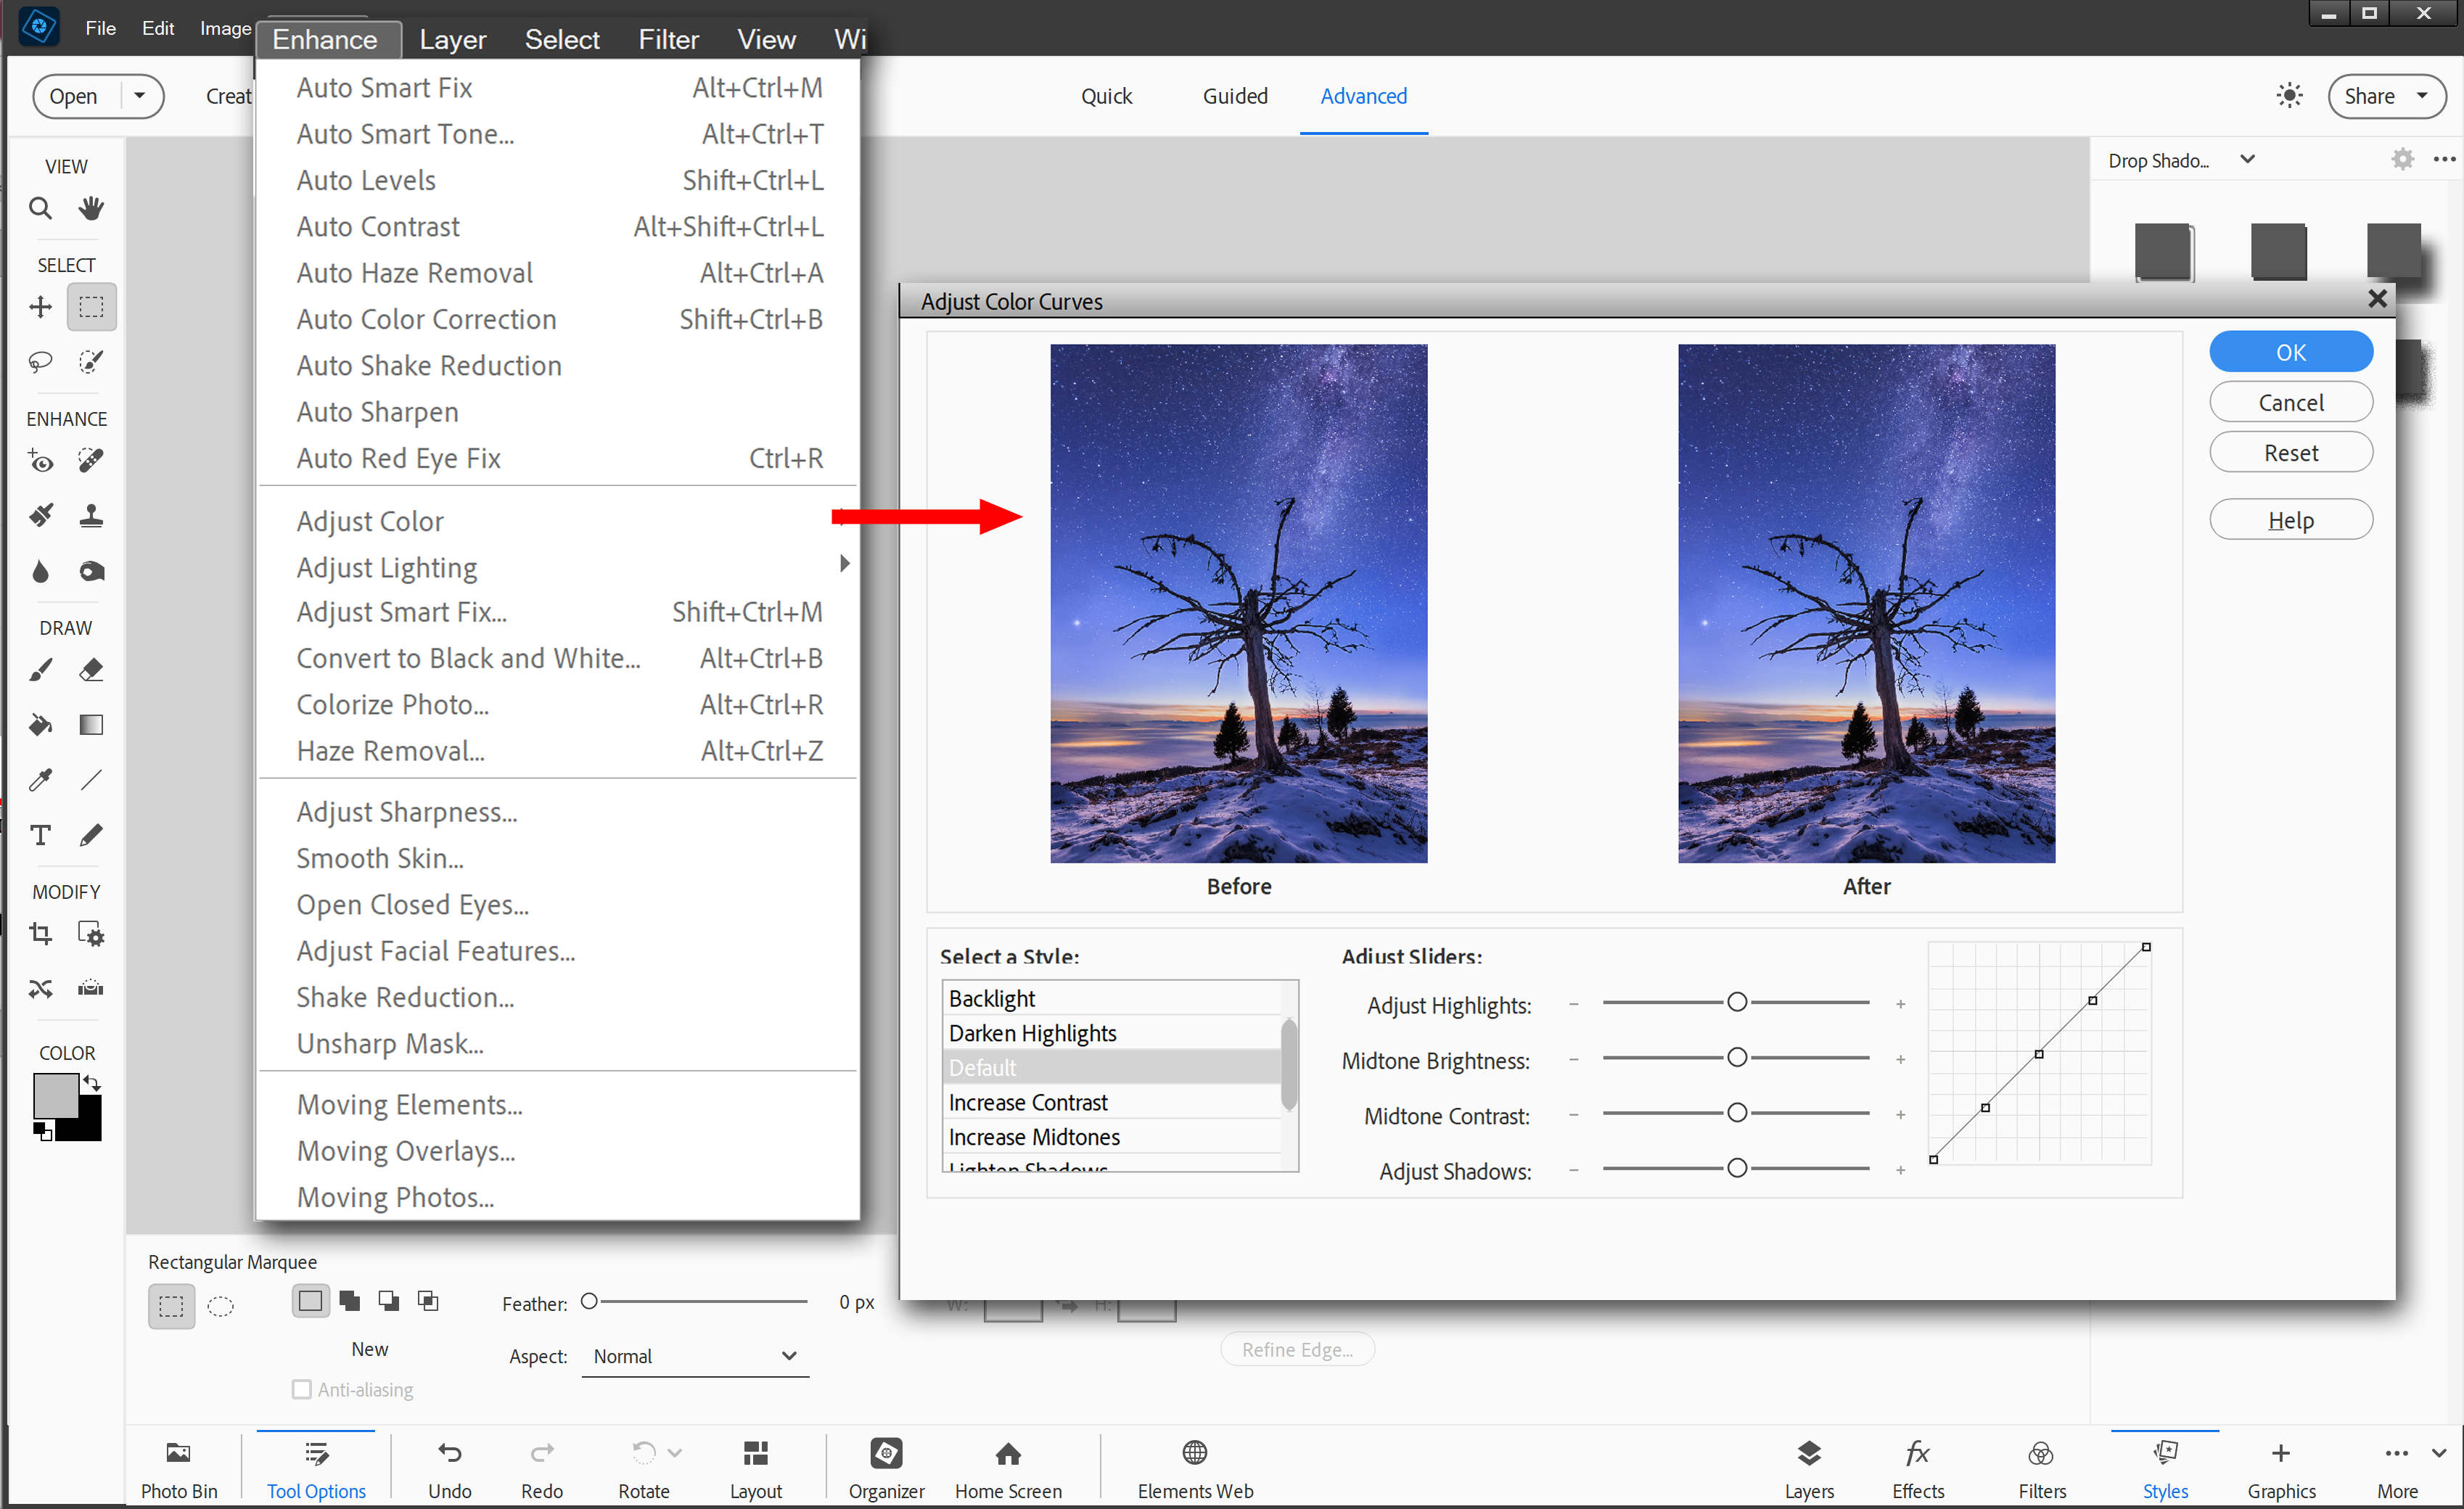 File Edit Image Enhance Layer Select Filter View Wi
Open Creat Quick Guided Advanced Share
VIEW
SELECT
ENHANCE
DRAW
MODIFY
COLOR
Auto Smart Fix Alt+Ctrl+M
Auto Smart Tone... Alt+Ctrl+T
Auto Levels Shift+Ctrl+L
Auto Contrast Alt+Shift+Ctrl+L
Auto Haze Removal Alt+Ctrl+A
Auto Color Correction Shift+Ctrl+B
Auto Shake Reduction
Auto Sharpen
Auto Red Eye Fix Ctrl+R
Adjust Color
Adjust Lighting
Adjust Smart Fix... Shift+Ctrl+M
Convert to Black and White... Alt+Ctrl+B
Colorize Photo... Alt+Ctrl+R
Haze Removal... Alt+Ctrl+Z
Adjust Sharpness...
Smooth Skin...
Open Closed Eyes...
Adjust Facial Features...
Shake Reduction...
Unsharp Mask...
Moving Elements...
Moving Overlays...
Moving Photos...
Drop Shado...
Adjust Color Curves
OK
Cancel
Reset
Help
Before After
Select a Style:
Backlight
Darken Highlights
Default
Increase Contrast
Increase Midtones
Lighten Shadows
Adjust Sliders:
Adjust Highlights: - +
Midtone Brightness: - +
Midtone Contrast: - +
Adjust Shadows: - +
Rectangular Marquee
New
Anti-aliasing
Feather: 0 px
Aspect: Normal
W: H:
Refine Edge...
Photo Bin Tool Options Undo Redo Rotate Layout Organizer Home Screen Elements Web Layers Effects Filters Styles Graphics More